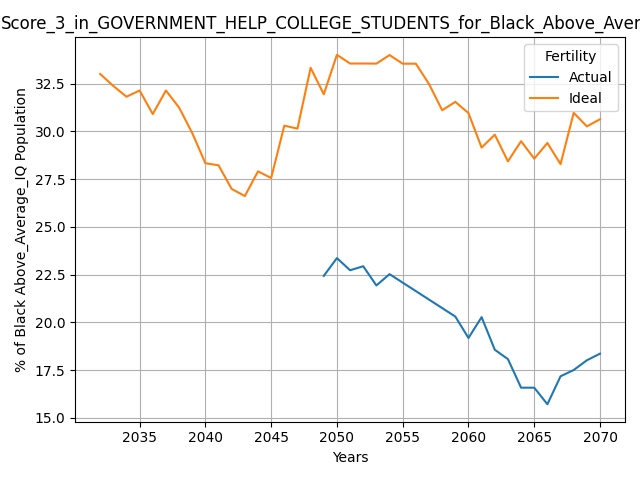 Score_3_in_GOVERNMENT_HELP_COLLEGE_STUDENTS_for_Black_Above_Aver
Fertility
Actual
Ideal
% of Black Above_Average_IQ Population
32.5
30.0
27.5
25.0
22.5
20.0
17.5
15.0
2035 2040 2045 2050 2055 2060 2065 2070
Years